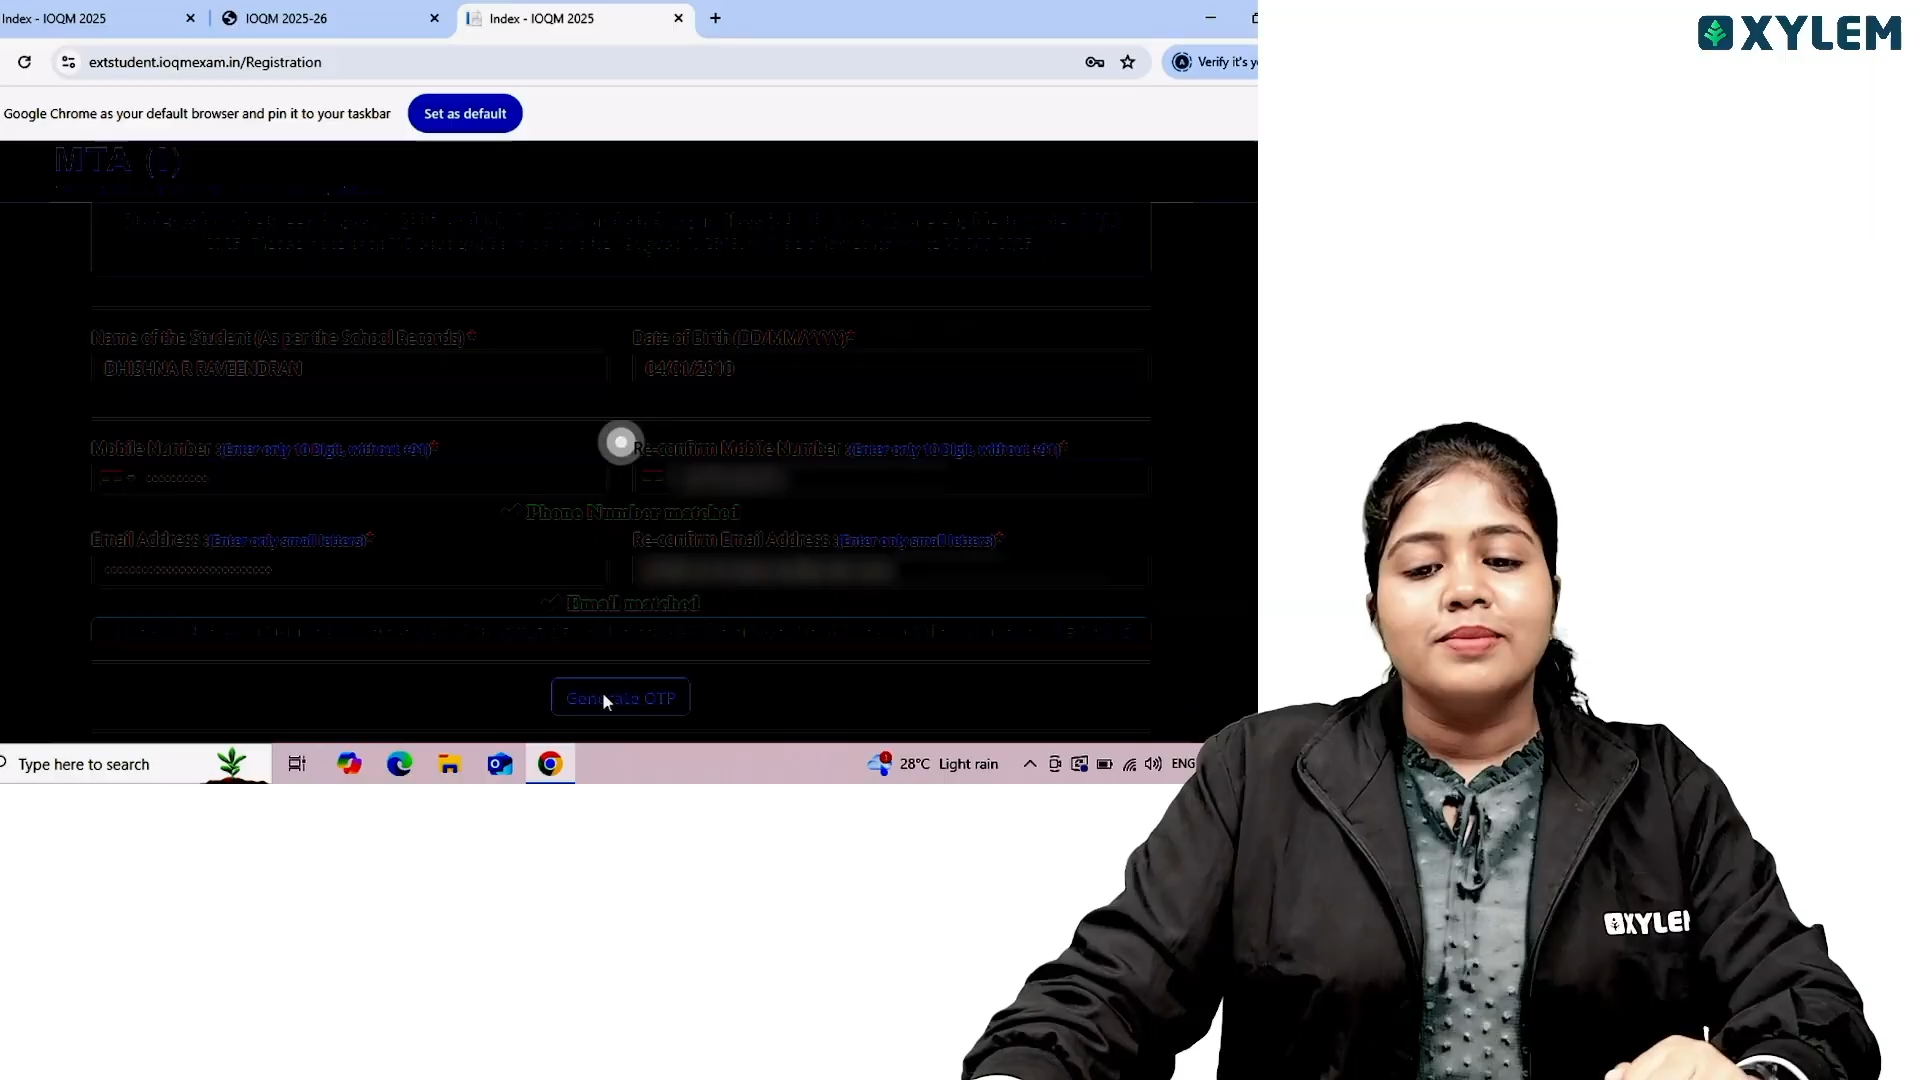 Index - IOQM 2025
IOQM 2025-26
Index - IOQM 2025
XYLEM
extstudent.ioqmexam.in/Registration
Verify it's y
Google Chrome as your default browser and pin it to your taskbar
Set as default
MTA (I)
Name of the Student (As per the School Records) *
Date of Birth (DD/MM/YYYY)*
DHISHNA R RAVEENDRAN
04/01/2010
Mobile Number :(Enter only 10 Digit, without +91)*
Re-confirm Mobile Number :(Enter only 10 Digit, without +91)*
Phone Number matched
Email Address :(Enter only small letters)*
Re-confirm Email Address :(Enter only small letters)*
Email matched
Generate OTP
Type here to search
28°C Light rain
ENG
XYLE